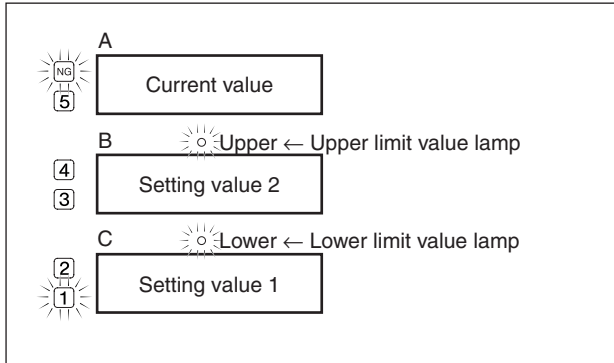 A
NG
Current value
5
B
Upper ← Upper limit value lamp
4
Setting value 2
3
C
Lower ← Lower limit value lamp
2
Setting value 1
1